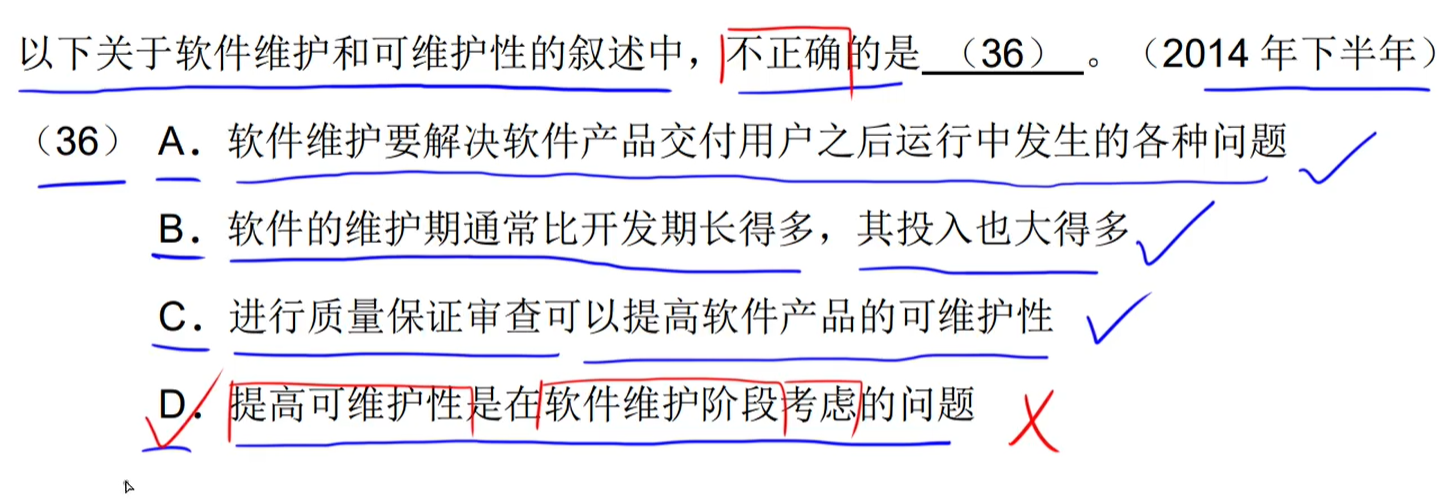 以下关于软件维护和可维护性的叙述中，不正确的是（36）。（2014 年下半年）
（36） A．软件维护要解决软件产品交付用户之后运行中发生的各种问题
B．软件的维护期通常比开发期长得多，其投入也大得多
C．进行质量保证审查可以提高软件产品的可维护性
D．提高可维护性是在软件维护阶段考虑的问题